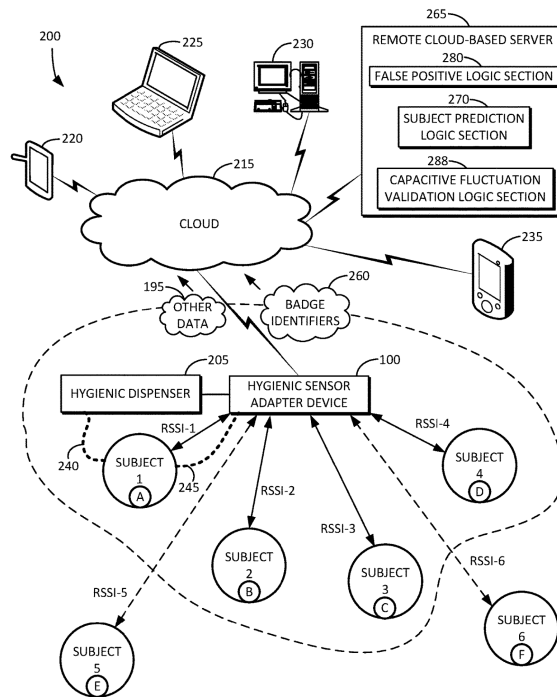 200
225
230
265
REMOTE CLOUD-BASED SERVER
280
FALSE POSITIVE LOGIC SECTION
270
SUBJECT PREDICTION
LOGIC SECTION
288
CAPACITIVE FLUCTUATION
VALIDATION LOGIC SECTION
220
215
CLOUD
235
195
OTHER
DATA
260
BADGE
IDENTIFIERS
205
HYGIENIC DISPENSER
100
HYGIENIC SENSOR
ADAPTER DEVICE
RSSI-1
RSSI-4
240
SUBJECT
1
A
245
SUBJECT
4
D
RSSI-2
RSSI-3
RSSI-6
RSSI-5
SUBJECT
2
B
SUBJECT
3
C
SUBJECT
5
E
SUBJECT
6
F